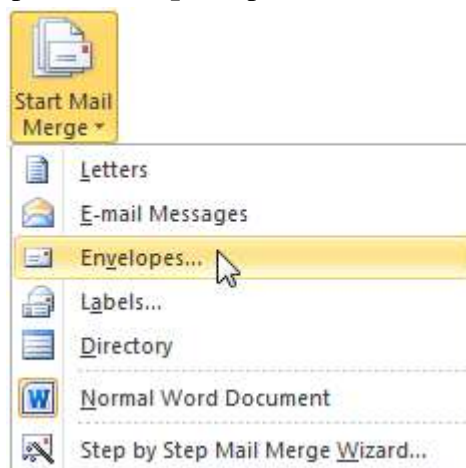 Start Mail
Merge
Letters
E-mail Messages
Envelopes...
Labels...
Directory
W
Normal Word Document
Step by Step Mail Merge Wizard...